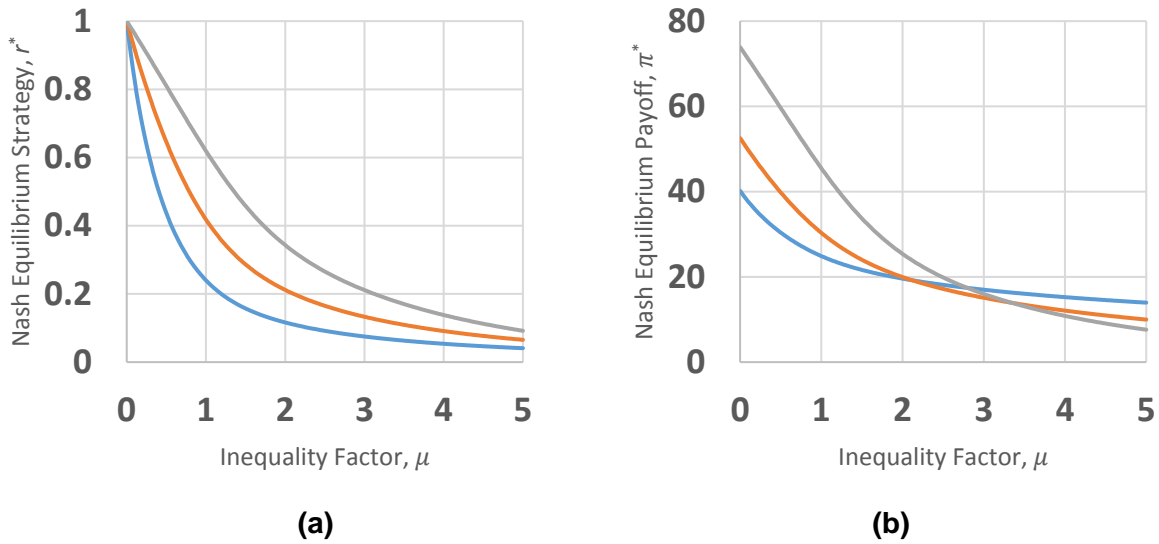 Nash Equilibrium Strategy, r*
1
0.8
0.6
0.4
0.2
0
0 1 2 3 4 5
Inequality Factor, μ
(a)
Nash Equilibrium Payoff, π*
80
60
40
20
0
0 1 2 3 4 5
Inequality Factor, μ
(b)